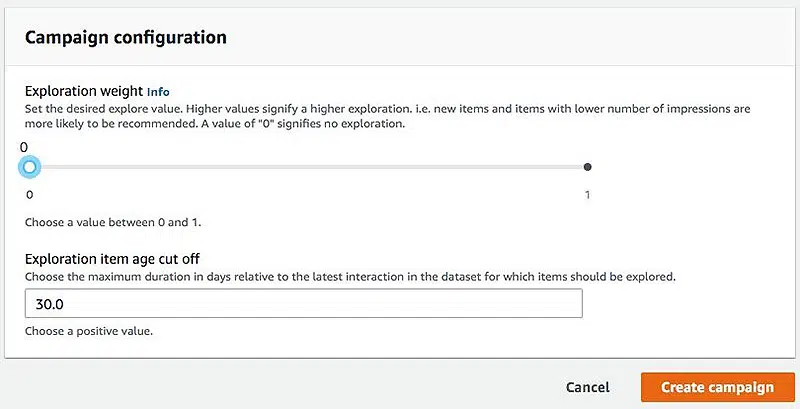 Campaign configuration
Exploration weight Info
Set the desired explore value. Higher values signify a higher exploration. i.e. new items and items with lower number of impressions are
more likely to be recommended. A value of "0" signifies no exploration.
0
0 1
Choose a value between 0 and 1.
Exploration item age cut off
Choose the maximum duration in days relative to the latest interaction in the dataset for which items should be explored.
30.0
Choose a positive value.
Cancel Create campaign